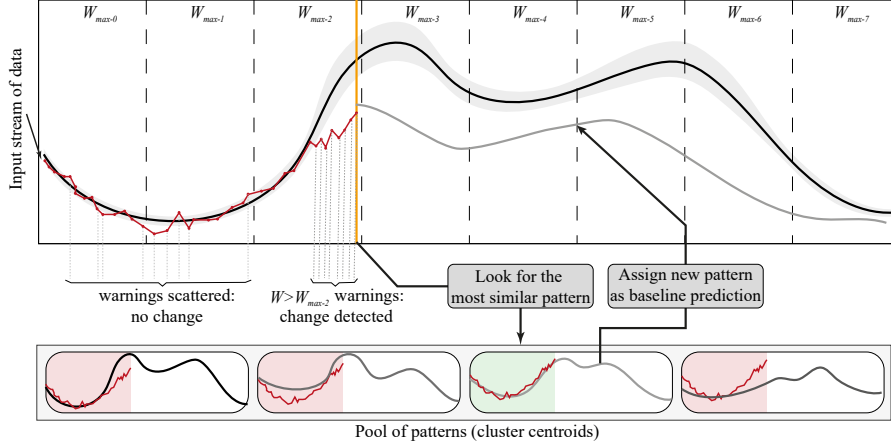 W_max-0 W_max-1 W_max-2 W_max-3 W_max-4 W_max-5 W_max-6 W_max-7
Input stream of data
warnings scattered:
no change
W>W_max-2 warnings:
change detected
Look for the
most similar pattern
Assign new pattern
as baseline prediction
Pool of patterns (cluster centroids)